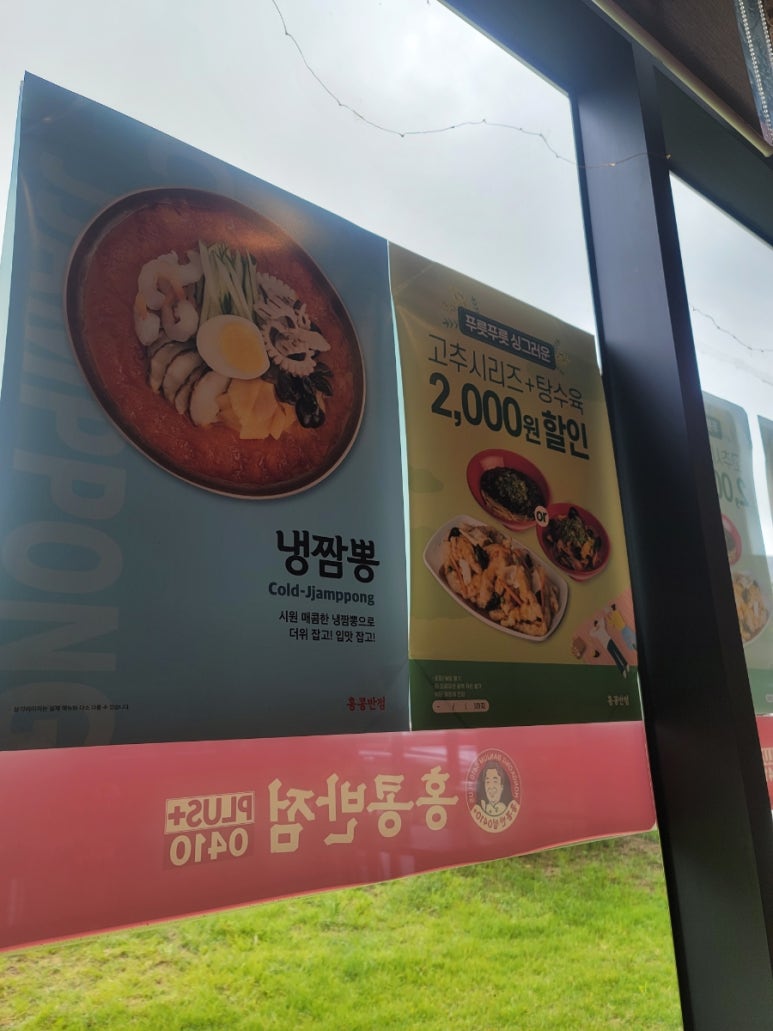 JJAMPPONG
냉짬뽕
Cold-Jjamppong
시원 매콤한 냉짬뽕으로
더위 잡고! 입맛 잡고!
홍콩반점
푸릇푸릇 싱그러운
고추시리즈+탕수육
2,000원 할인
or
홍콩반점
홍콩반점
PLUS+
0410